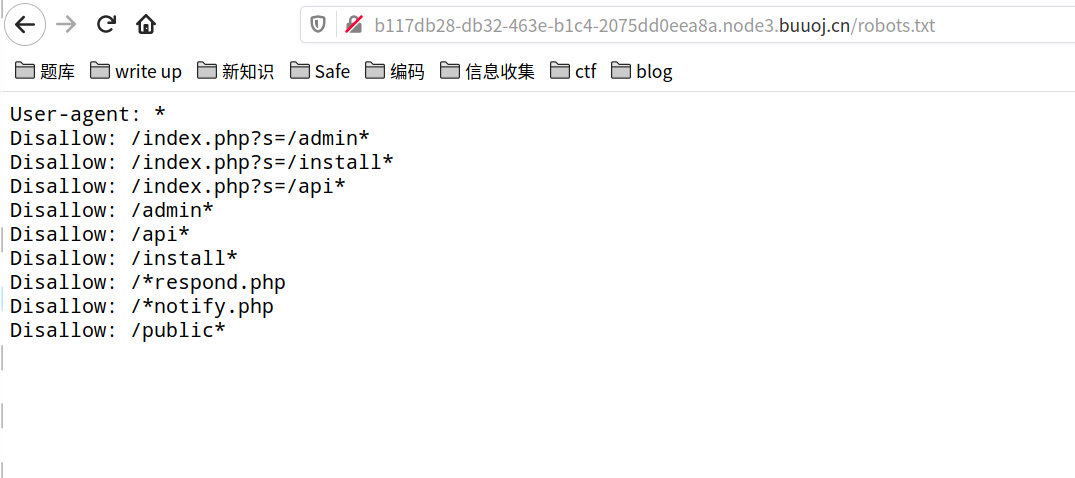 b117db28-db32-463e-b1c4-2075dd0eea8a.node3.buuoj.cn/robots.txt
题库 write up 新知识 Safe 编码 信息收集 ctf blog
User-agent: *
Disallow: /index.php?s=/admin*
Disallow: /index.php?s=/install*
Disallow: /index.php?s=/api*
Disallow: /admin*
Disallow: /api*
Disallow: /install*
Disallow: /*respond.php
Disallow: /*notify.php
Disallow: /public*